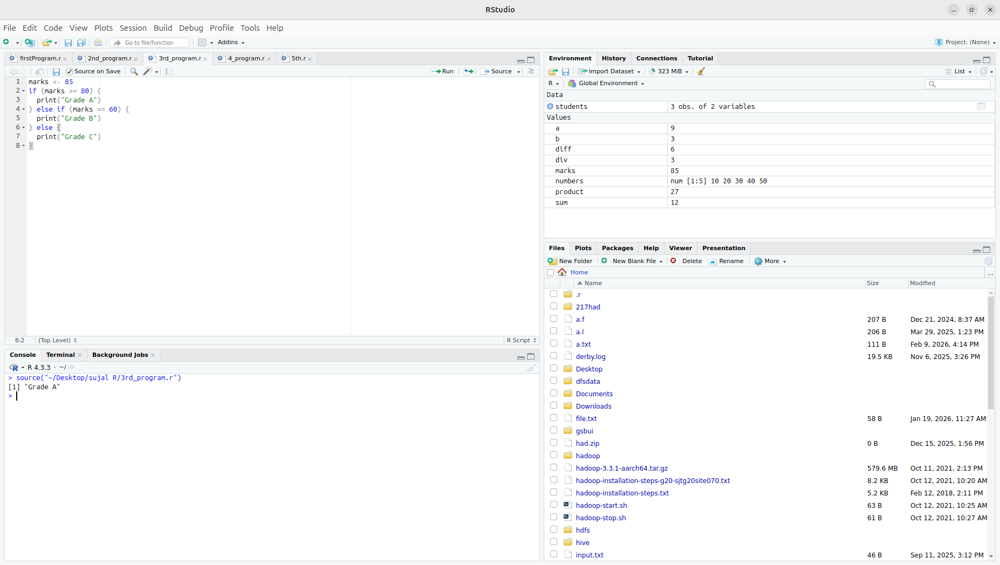 RStudio
File Edit Code View Plots Session Build Debug Profile Tools Help
Go to file/function Addins Project: (None)
firstProgram.r 2nd_program.r 3rd_program.r 4_program.r 5th.r
Source on Save Run Source
1 marks <- 85
2 if (marks >= 80) {
3 print("Grade A")
4 } else if (marks >= 60) {
5 print("Grade B")
6 } else {
7 print("Grade C")
8 }
8:2 (Top Level) R Script
Console Terminal Background Jobs
R 4.3.3 · ~/
> source("~/Desktop/sujal R/3rd_program.r")
[1] "Grade A"
>
Environment History Connections Tutorial
Import Dataset 323 MiB List
R Global Environment
Data
students 3 obs. of 2 variables
Values
a 9
b 3
diff 6
div 3
marks 85
numbers num [1:5] 10 20 30 40 50
product 27
sum 12
Files Plots Packages Help Viewer Presentation
New Folder New Blank File Delete Rename More
Home ...
Name Size Modified
.r
217had
a.f 207 B Dec 21, 2024, 8:37 AM
a.l 206 B Mar 29, 2025, 1:23 PM
a.txt 111 B Feb 9, 2026, 4:14 PM
derby.log 19.5 KB Nov 6, 2025, 3:26 PM
Desktop
dfsdata
Documents
Downloads
file.txt 58 B Jan 19, 2026, 11:27 AM
gsbui
had.zip 0 B Dec 15, 2025, 1:56 PM
hadoop
hadoop-3.3.1-aarch64.tar.gz 579.6 MB Oct 11, 2021, 2:13 PM
hadoop-installation-steps-g20-sjtg20site070.txt 8.2 KB Oct 12, 2021, 10:20 AM
hadoop-installation-steps.txt 5.2 KB Feb 12, 2018, 2:11 PM
hadoop-start.sh 63 B Oct 12, 2021, 10:25 AM
hadoop-stop.sh 61 B Oct 12, 2021, 10:27 AM
hdfs
hive
input.txt 46 B Sep 11, 2025, 3:12 PM